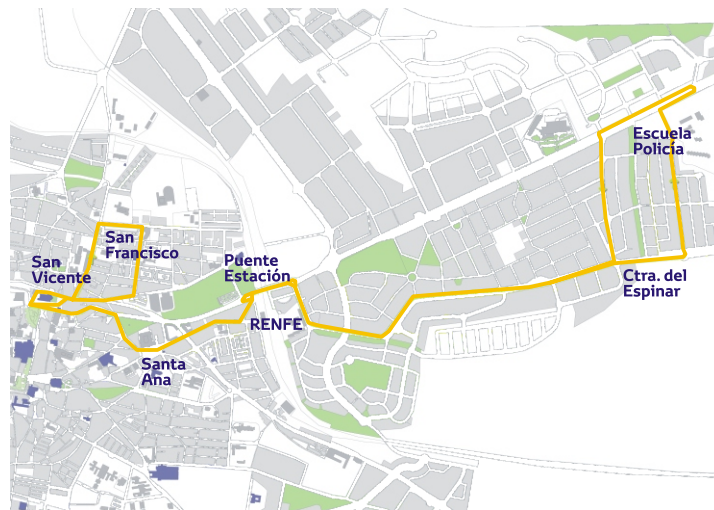 Escuela
Policía
San
Francisco
San
Vicente
Puente
Estación
Ctra. del
Espinar
RENFE
Santa
Ana